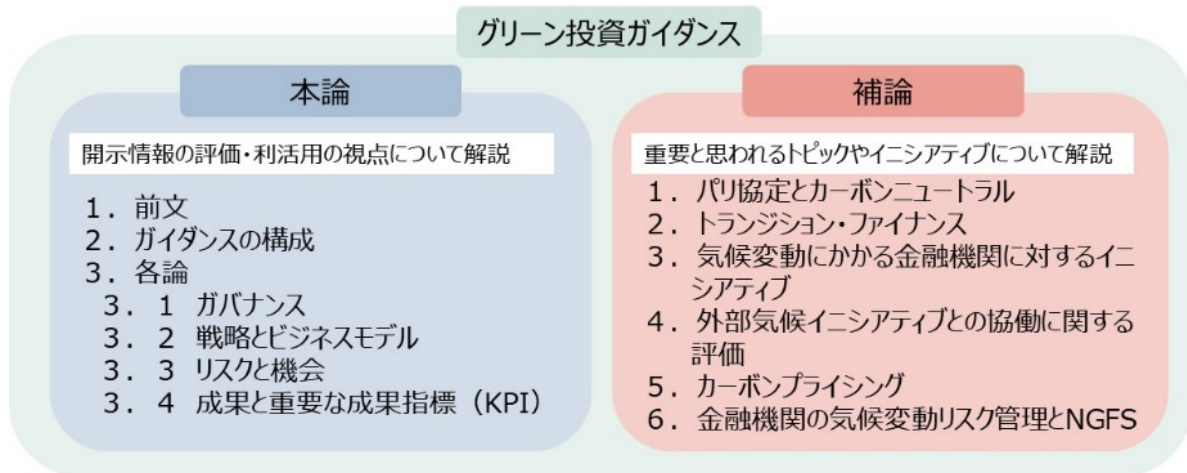 グリーン投資ガイダンス
本論
開示情報の評価・利活用の視点について解説
1. 前文
2. ガイダンスの構成
3. 各論
3. 1 ガバナンス
3. 2 戦略とビジネスモデル
3. 3 リスクと機会
3. 4 成果と重要な成果指標（KPI）
補論
重要と思われるトピックやイニシアティブについて解説
1. パリ協定とカーボンニュートラル
2. トランジション・ファイナンス
3. 気候変動にかかる金融機関に対するイニ
シアティブ
4. 外部気候イニシアティブとの協働に関する
評価
5. カーボンプライシング
6. 金融機関の気候変動リスク管理とNGFS